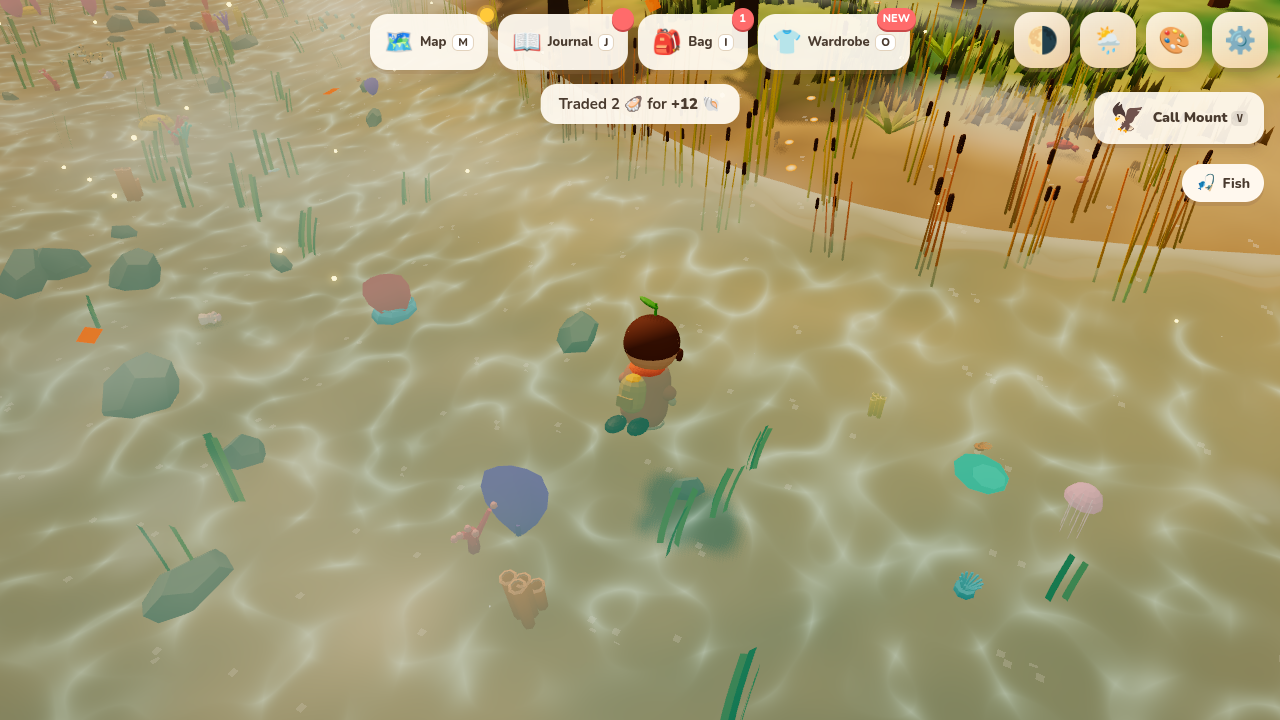 Map M
Journal J
Bag I
1
Wardrobe O
NEW
Traded 2 for +12
Call Mount V
Fish